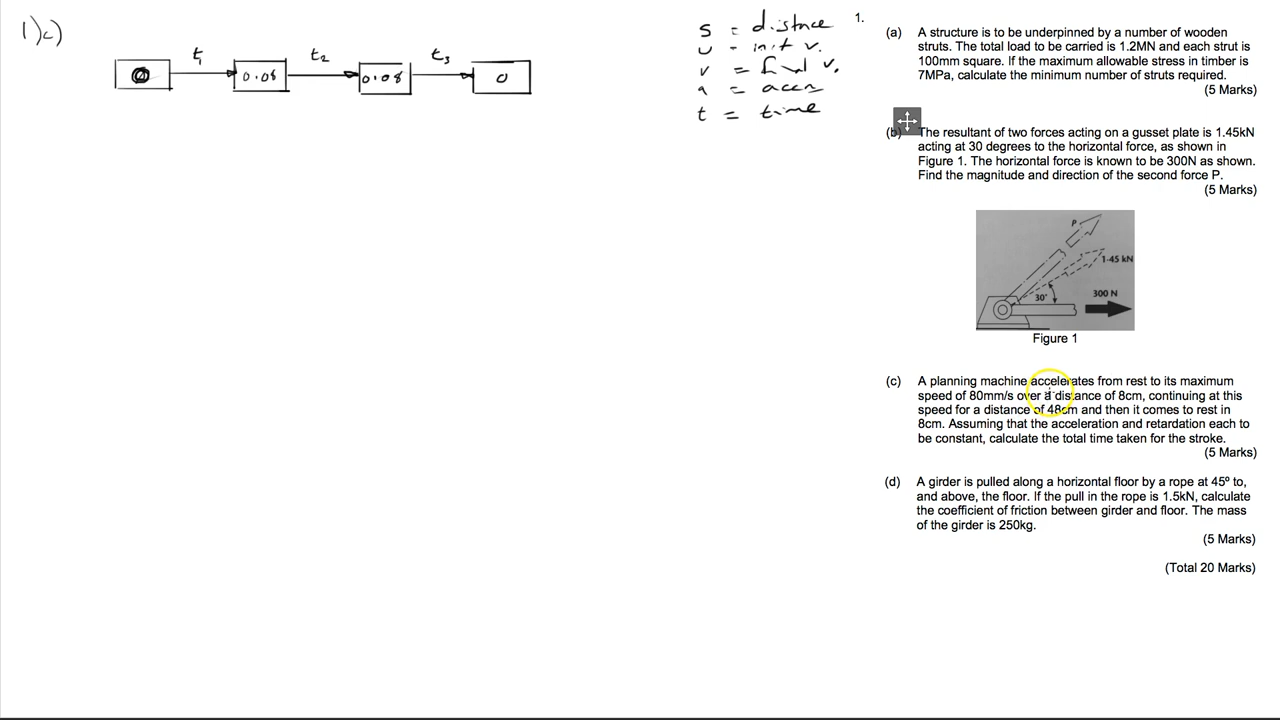 1)c)
t1
t2
t3
0
0.08
0.08
0
s = distance
u = init v.
v = final v.
a = accn
t = time
1.
(a) A structure is to be underpinned by a number of wooden
struts. The total load to be carried is 1.2MN and each strut is
100mm square. If the maximum allowable stress in timber is
7MPa, calculate the minimum number of struts required.
(5 Marks)
(b) The resultant of two forces acting on a gusset plate is 1.45kN
acting at 30 degrees to the horizontal force, as shown in
Figure 1. The horizontal force is known to be 300N as shown.
Find the magnitude and direction of the second force P.
(5 Marks)
P
1·45 kN
30°
300 N
Figure 1
(c) A planning machine accelerates from rest to its maximum
speed of 80mm/s over a distance of 8cm, continuing at this
speed for a distance of 48cm and then it comes to rest in
8cm. Assuming that the acceleration and retardation each to
be constant, calculate the total time taken for the stroke.
(5 Marks)
(d) A girder is pulled along a horizontal floor by a rope at 45º to,
and above, the floor. If the pull in the rope is 1.5kN, calculate
the coefficient of friction between girder and floor. The mass
of the girder is 250kg.
(5 Marks)
(Total 20 Marks)